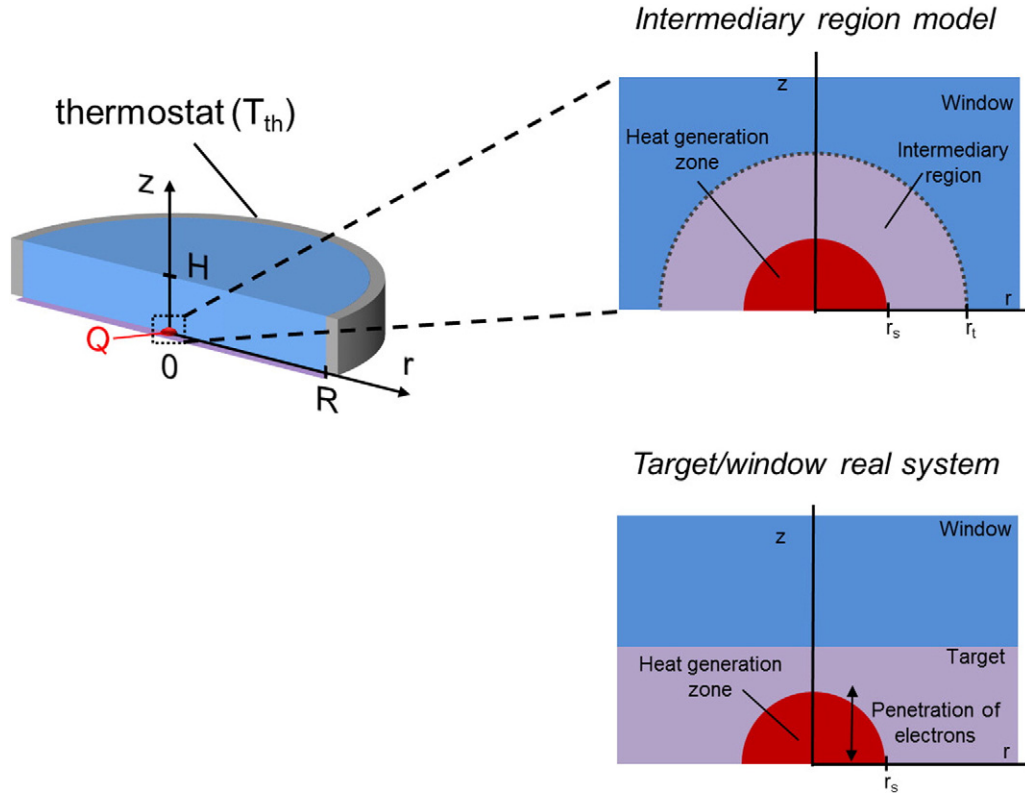 Intermediary region model
thermostat (T_th)
z
H
Q
0
R
r
z
Window
Heat generation
zone
Intermediary
region
r
r_s
r_t
Target/window real system
z
Window
Target
Heat generation
zone
Penetration of
electrons
r
r_s